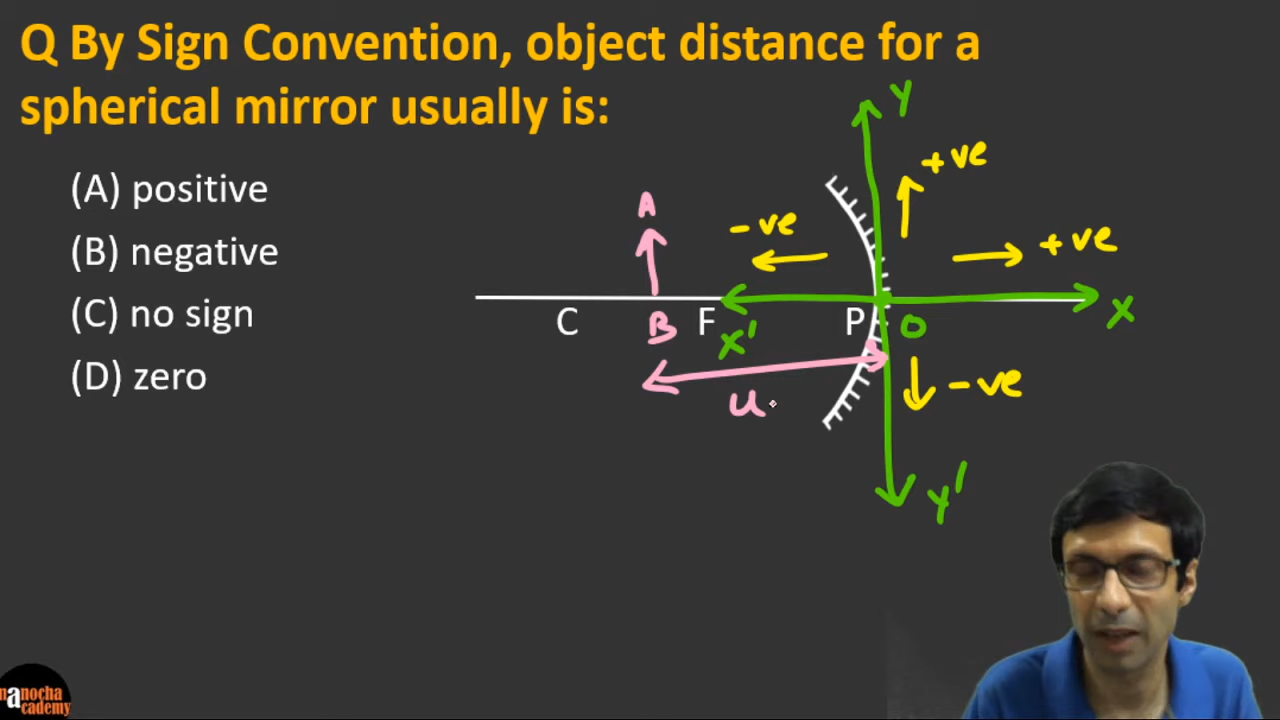 Q By Sign Convention, object distance for a
spherical mirror usually is:
(A) positive
(B) negative
(C) no sign
(D) zero
Y
+ve
A
-ve
+ve
C
B
F
X'
P
O
X
u
-ve
Y'
manocha
academy